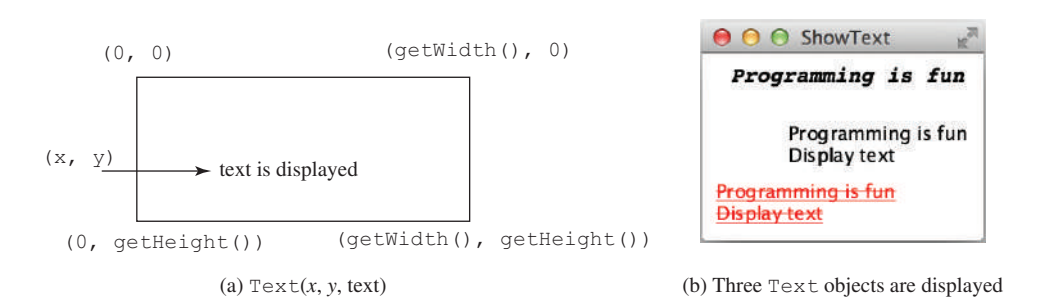 (0, 0)
(getWidth(), 0)
(x, y)
text is displayed
(0, getHeight())
(getWidth(), getHeight())
(a) Text(x, y, text)
ShowText
Programming is fun
Programming is fun
Display text
Programming is fun
Display text
(b) Three Text objects are displayed